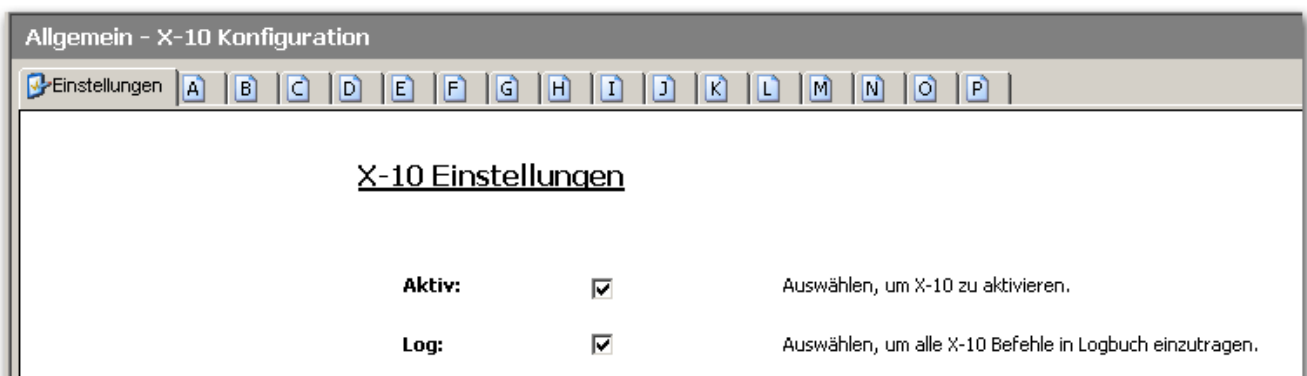 Allgemein - X-10 Konfiguration
Einstellungen A B C D E F G H I J K L M N O P
X-10 Einstellungen
Aktiv: Auswählen, um X-10 zu aktivieren.
Log: Auswählen, um alle X-10 Befehle in Logbuch einzutragen.